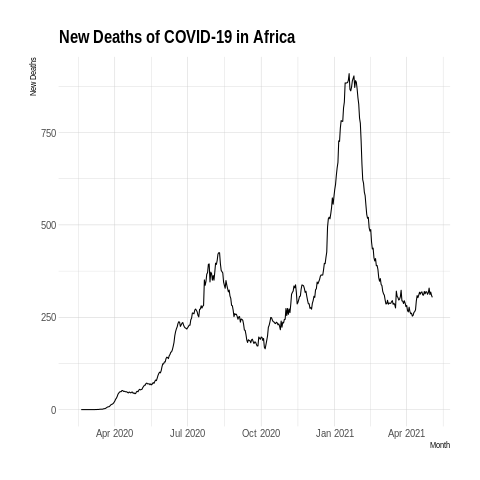 New Deaths of COVID-19 in Africa
New Deaths
750
500
250
0
Apr 2020 Jul 2020 Oct 2020 Jan 2021 Apr 2021
Month